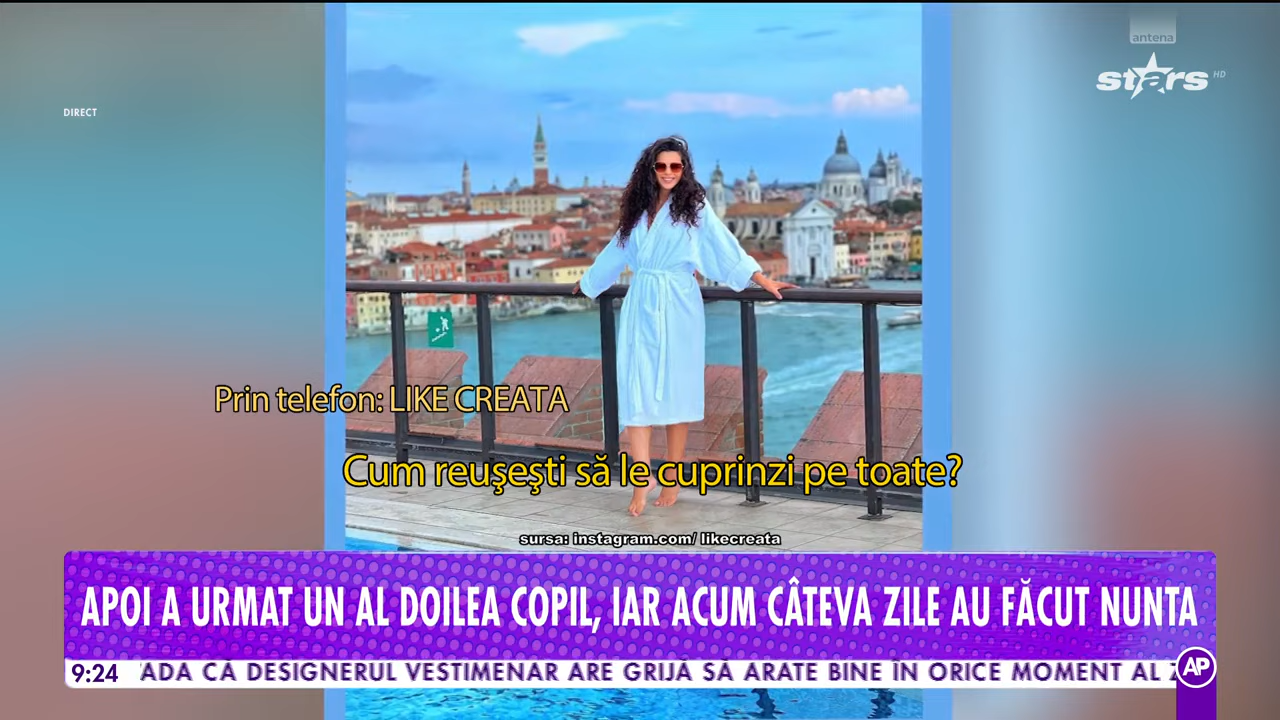 antena
stars HD
DIRECT
Prin telefon: LIKE CREATA
Cum reuşeşti să le cuprinzi pe toate?
sursa: instagram.com/ likecreata
APOI A URMAT UN AL DOILEA COPIL, IAR ACUM CÂTEVA ZILE AU FĂCUT NUNTA
9:24 ADA CĂ DESIGNERUL VESTIMENAR ARE GRIJĂ SĂ ARATE BINE ÎN ORICE MOMENT AL
AP